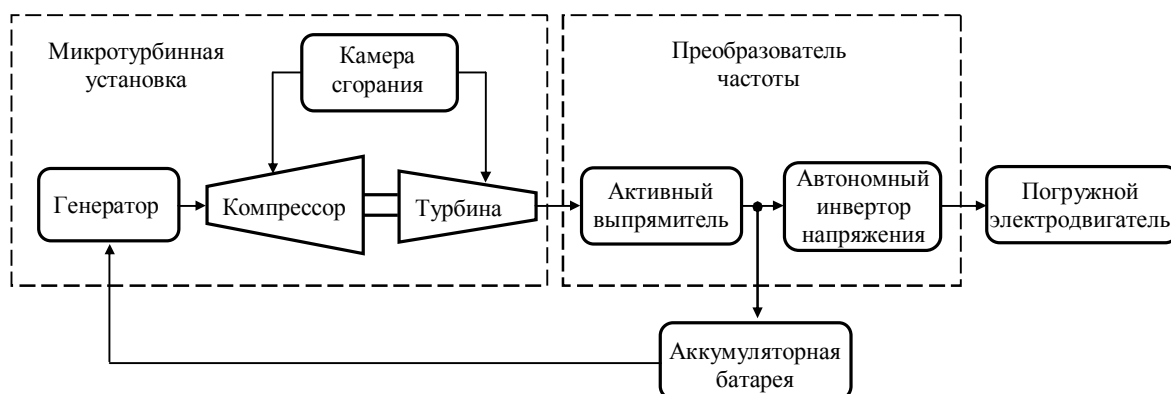 Микротурбинная
установка
Камера
сгорания
Преобразователь
частоты
Генератор
Компрессор
Турбина
Активный
выпрямитель
Автономный
инвертор
напряжения
Погружной
электродвигатель
Аккумуляторная
батарея